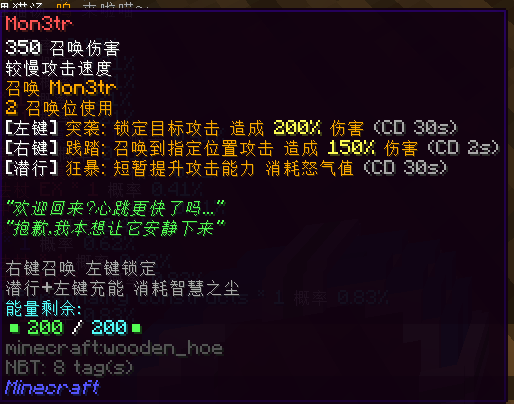 Mon3tr
350 召唤伤害
较慢攻击速度
召唤 Mon3tr
2 召唤位使用
[左键] 突袭: 锁定目标攻击 造成 200% 伤害 (CD 30s)
[右键] 践踏: 召唤到指定位置攻击 造成 150% 伤害 (CD 2s)
[潜行] 狂暴: 短暂提升攻击能力 消耗怒气值 (CD 30s)
"欢迎回来?心跳更快了吗..."
"抱歉,我本想让它安静下来"
右键召唤 左键锁定
潜行+左键充能 消耗智慧之尘
* 1 概率 0.83%
能量剩余:
200 / 200
minecraft:wooden_hoe
NBT: 8 tag(s)
Minecraft